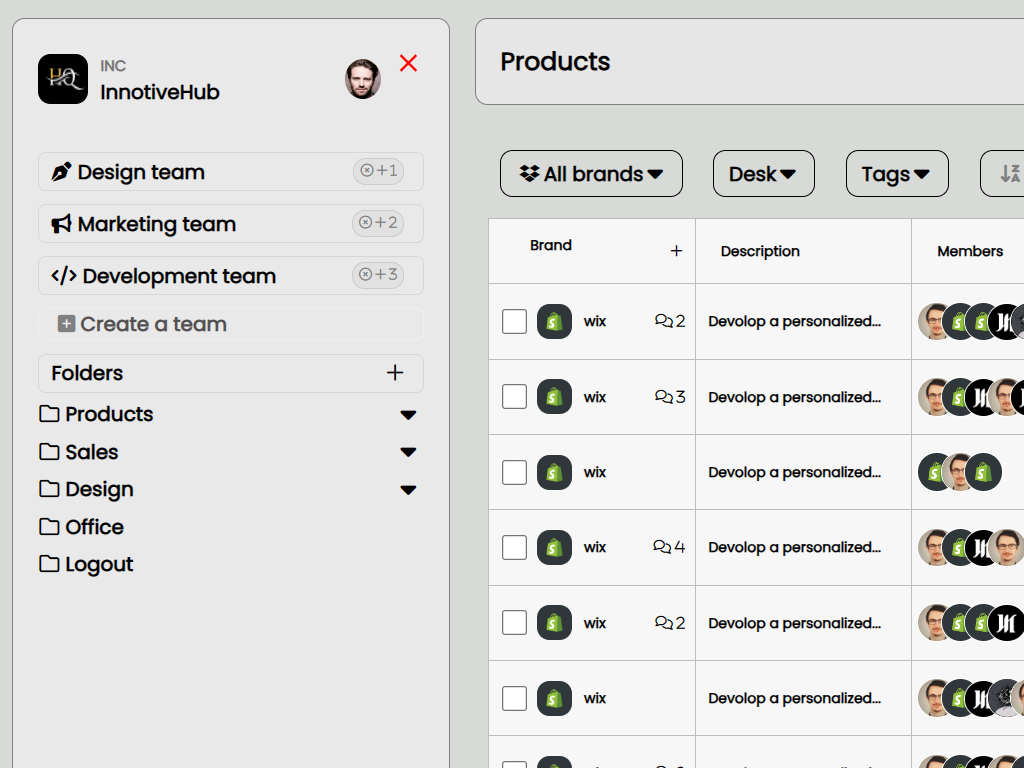 HQ
INC
InnotiveHub
Design team
+1
Marketing team
+2
Development team
+3
Create a team
Folders
Products
Sales
Design
Office
Logout
Products
All brands
Desk
Tags
Brand
Description
Members
wix
2
Devolop a personalized...
wix
3
Devolop a personalized...
wix
Devolop a personalized...
wix
4
Devolop a personalized...
wix
2
Devolop a personalized...
wix
Devolop a personalized...